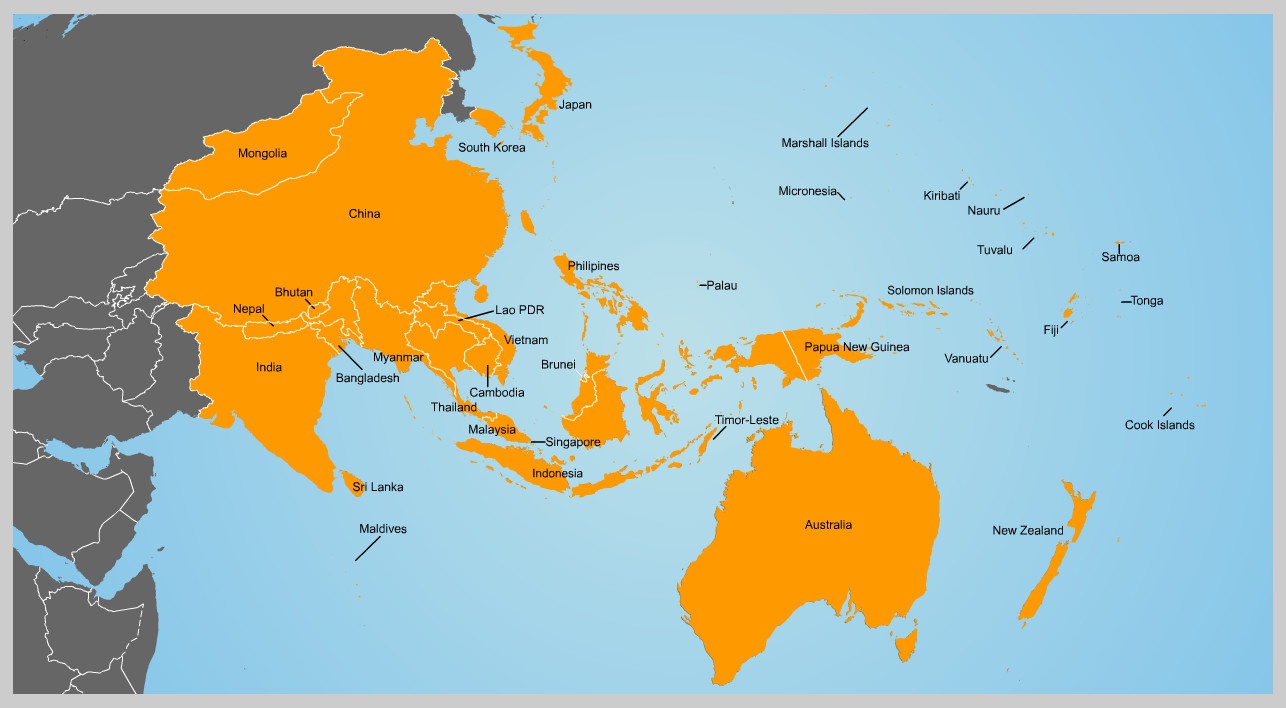 Japan
Marshall Islands
South Korea
Mongolia
Micronesia
Kiribati
Nauru
China
Tuvalu
Samoa
Philipines
Palau
Solomon Islands
Bhutan
Tonga
Nepal
Lao PDR
Fiji
Vietnam
Papua New Guinea
Myanmar
Vanuatu
India
Brunei
Bangladesh
Cambodia
Thailand
Timor-Leste
Cook Islands
Malaysia
Singapore
Indonesia
Sri Lanka
Australia
Maldives
New Zealand